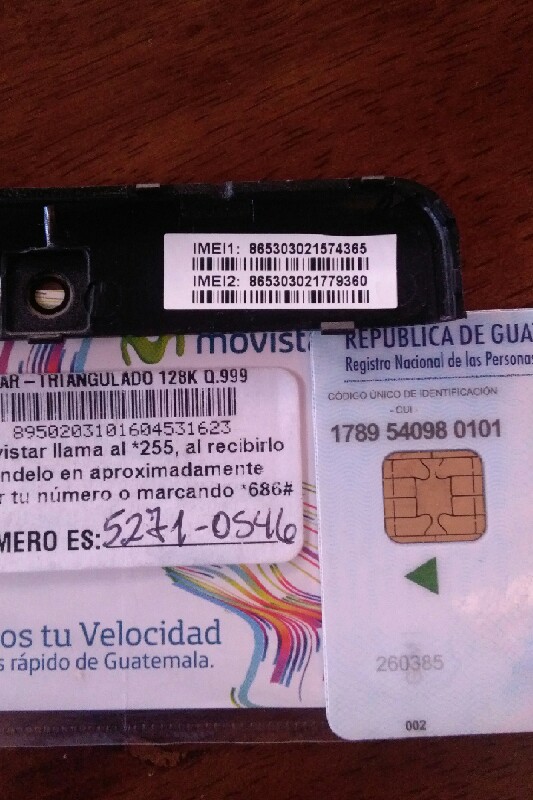 IMEI1: 865303021574365
IMEI2: 865303021779360
movist
AR – TRIANGULADO 128K Q.999
8950203101604531623
vistar llama al *255, al recibirlo
ndelo en aproximadamente
r tu número o marcando *686#
MERO ES: 5271-0546
os tu Velocidad
s rápido de Guatemala.
REPÚBLICA DE GUA
Registro Nacional de las Personas
CÓDIGO ÚNICO DE IDENTIFICACIÓN
- CUI -
1789 54098 0101
260385
002